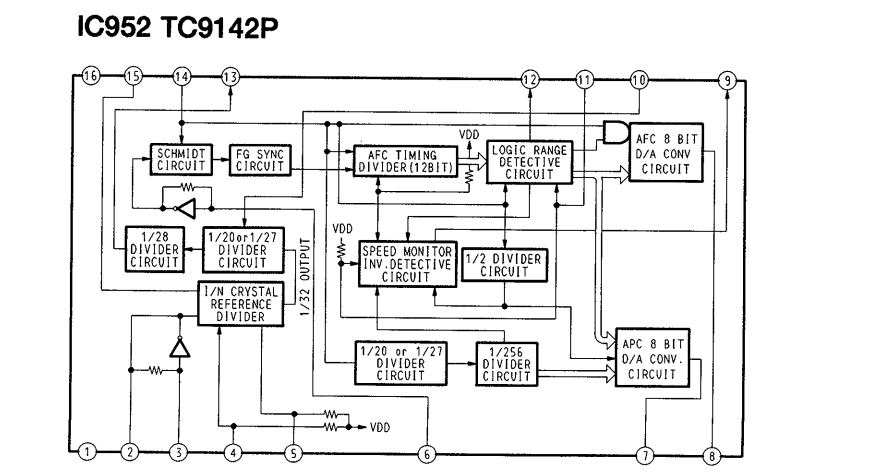 IC952 TC9142P
16 15 14 13 12 11 10 9
VDD
SCHMIDT
CIRCUIT
FG SYNC
CIRCUIT
AFC TIMING
DIVIDER (12BIT)
LOGIC RANGE
DETECTIVE
CIRCUIT
AFC 8 BIT
D/A CONV
CIRCUIT
1/28
DIVIDER
CIRCUIT
1/20or1/27
DIVIDER
CIRCUIT
1/32 OUTPUT
VDD
SPEED MONITOR
INV.DETECTIVE
CIRCUIT
1/2 DIVIDER
CIRCUIT
I/N CRYSTAL
REFERENCE
DIVIDER
1/20 or 1/27
DIVIDER
CIRCUIT
1/256
DIVIDER
CIRCUIT
APC 8 BIT
D/A CONV.
CIRCUIT
VDD
1 2 3 4 5 6 7 8